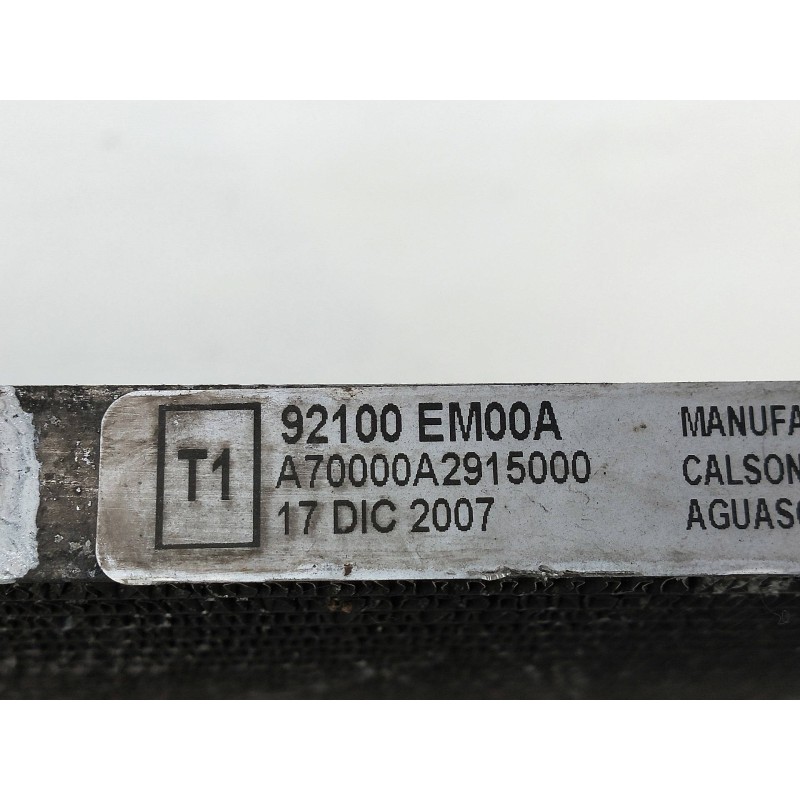 T1
92100 EM00A
A70000A2915000
17 DIC 2007
MANUFA
CALSON
AGUASC